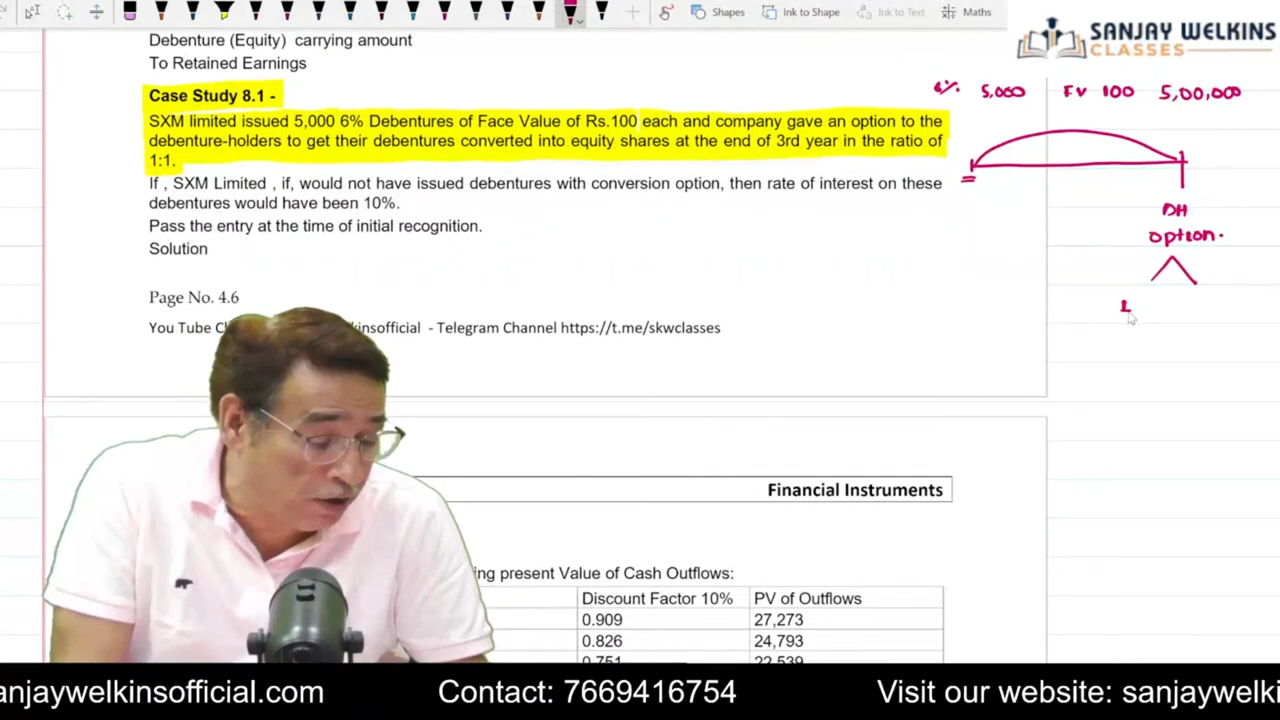 Shapes Ink to Shape Ink to Text Maths
SANJAY WELKINS
CLASSES
Debenture (Equity) carrying amount
To Retained Earnings
Case Study 8.1 -
SXM limited issued 5,000 6% Debentures of Face Value of Rs.100 each and company gave an option to the
debenture-holders to get their debentures converted into equity shares at the end of 3rd year in the ratio of
1:1.
If , SXM Limited , if, would not have issued debentures with conversion option, then rate of interest on these
debentures would have been 10%.
Pass the entry at the time of initial recognition.
Solution
Page No. 4.6
You Tube C kinsofficial - Telegram Channel https://t.me/skwclasses
6% 5,000 FV 100 5,00,000
DH
option.
Financial Instruments
ing present Value of Cash Outflows:
Discount Factor 10% PV of Outflows
0.909 27,273
0.826 24,793
0.751 22,539
anjaywelkinsofficial.com Contact: 7669416754 Visit our website: sanjaywelki